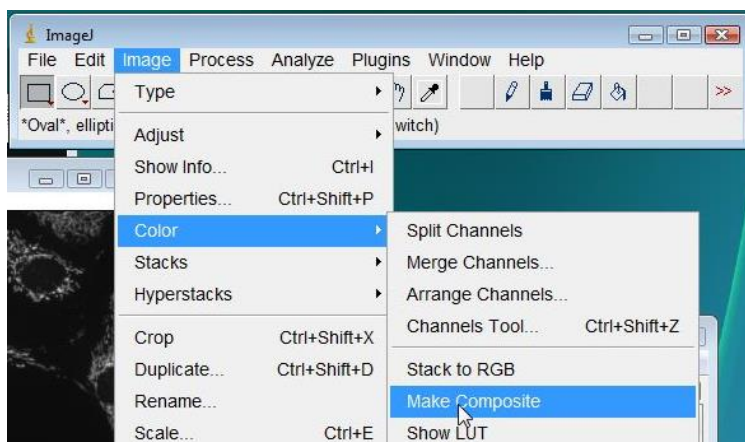 ImageJ
File Edit Image Process Analyze Plugins Window Help
>>
*Oval*, ellipti witch)
Type
Adjust
Show Info... Ctrl+I
Properties... Ctrl+Shift+P
Color
Stacks
Hyperstacks
Crop Ctrl+Shift+X
Duplicate... Ctrl+Shift+D
Rename...
Scale... Ctrl+E
Split Channels
Merge Channels...
Arrange Channels...
Channels Tool... Ctrl+Shift+Z
Stack to RGB
Make Composite
Show LUT